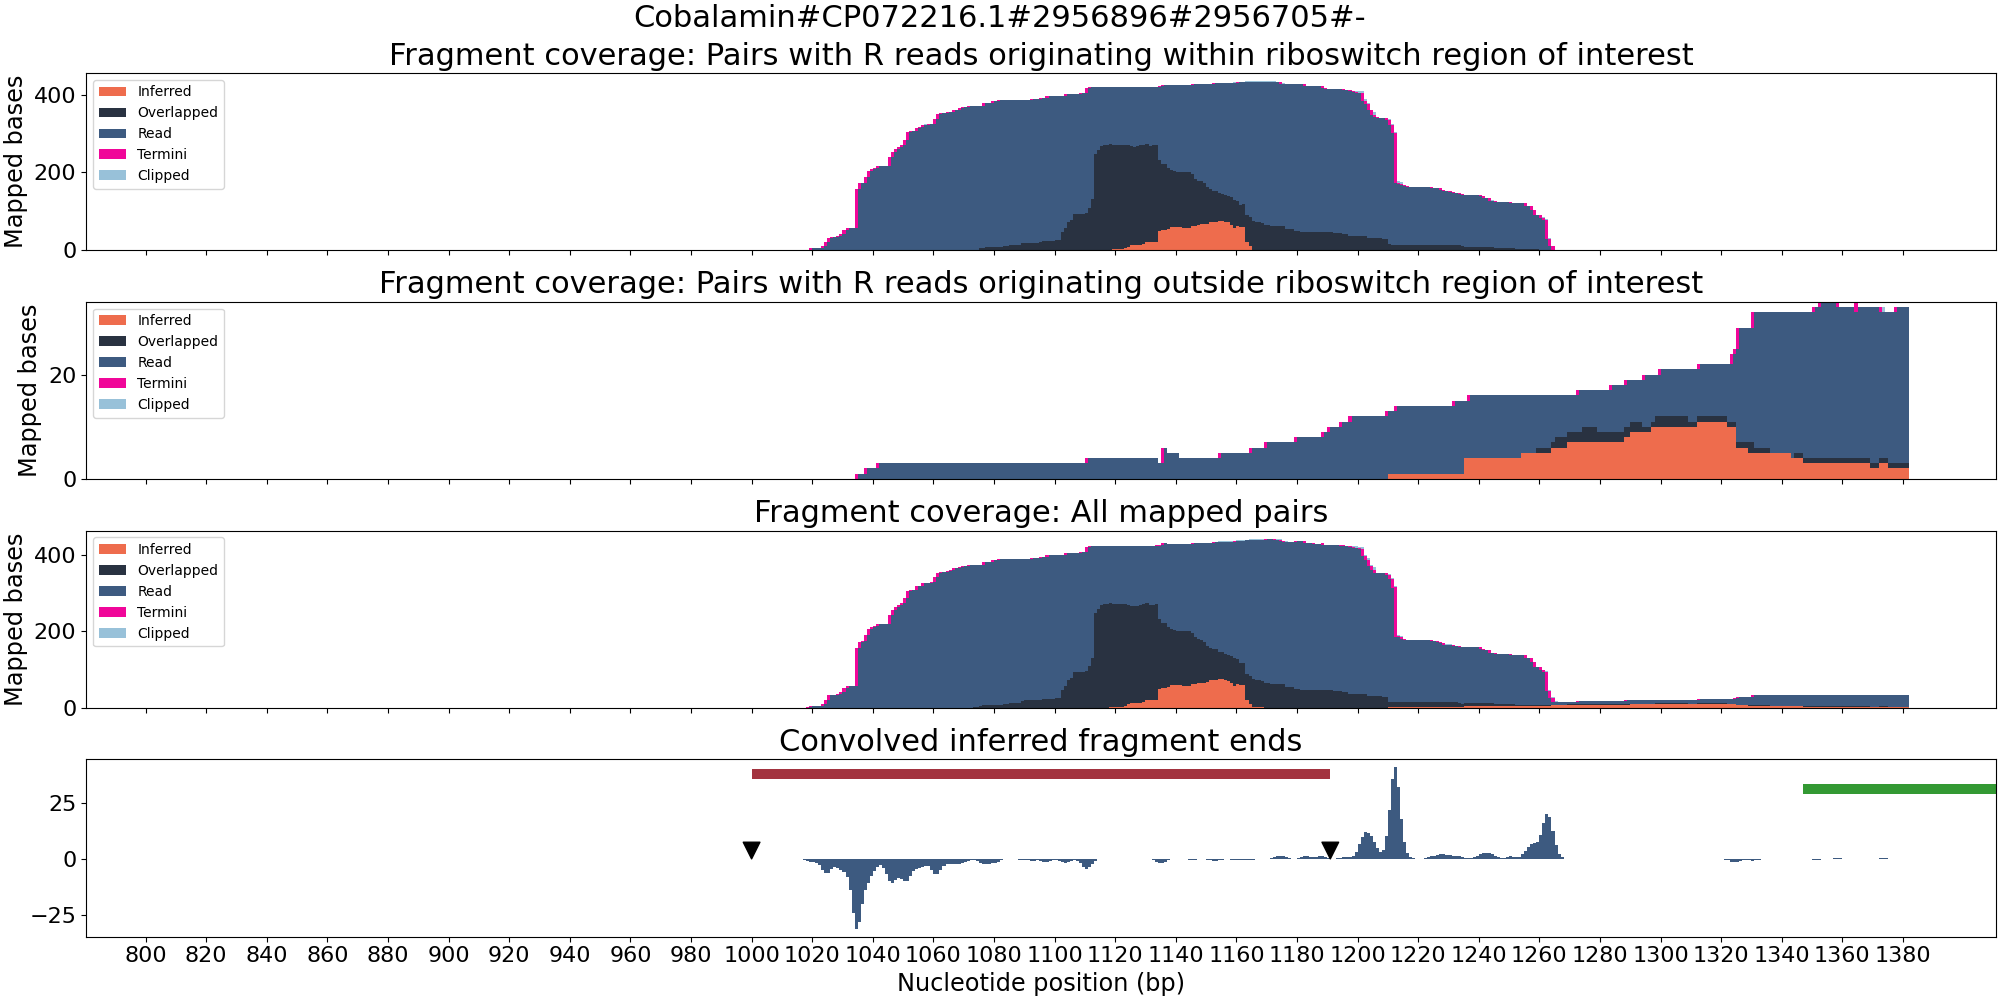 Cobalamin#CP072216.1#2956896#2956705#-
Fragment coverage: Pairs with R reads originating within riboswitch region of interest
Mapped bases
400
200
0
Inferred
Overlapped
Read
Termini
Clipped
Fragment coverage: Pairs with R reads originating outside riboswitch region of interest
Mapped bases
20
0
Inferred
Overlapped
Read
Termini
Clipped
Fragment coverage: All mapped pairs
Mapped bases
400
200
0
Inferred
Overlapped
Read
Termini
Clipped
Convolved inferred fragment ends
25
0
−25
800 820 840 860 880 900 920 940 960 980 1000 1020 1040 1060 1080 1100 1120 1140 1160 1180 1200 1220 1240 1260 1280 1300 1320 1340 1360 1380
Nucleotide position (bp)